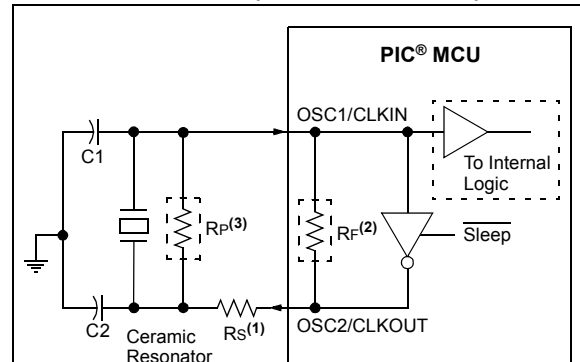 PIC® MCU
OSC1/CLKIN
C1
To Internal
Logic
RP(3)
RF(2)
Sleep
C2
Ceramic
Resonator
RS(1)
OSC2/CLKOUT